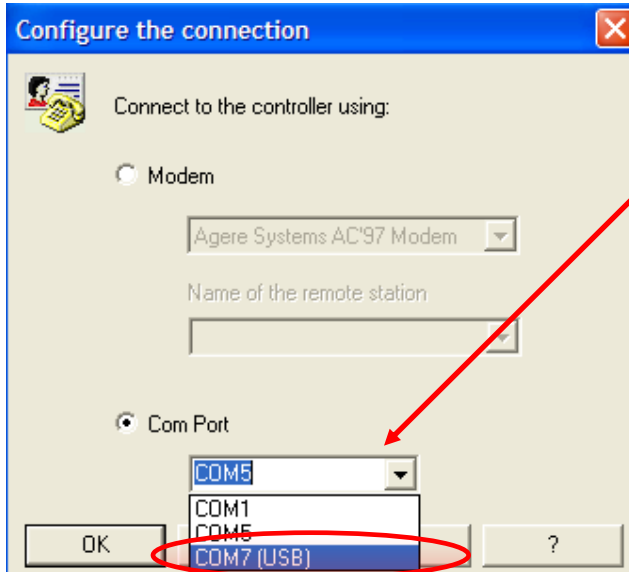 Configure the connection
Connect to the controller using:
Modem
Agere Systems AC'97 Modem
Name of the remote station
Com Port
COM5
COM1
COM5
COM7 (USB)
OK
?